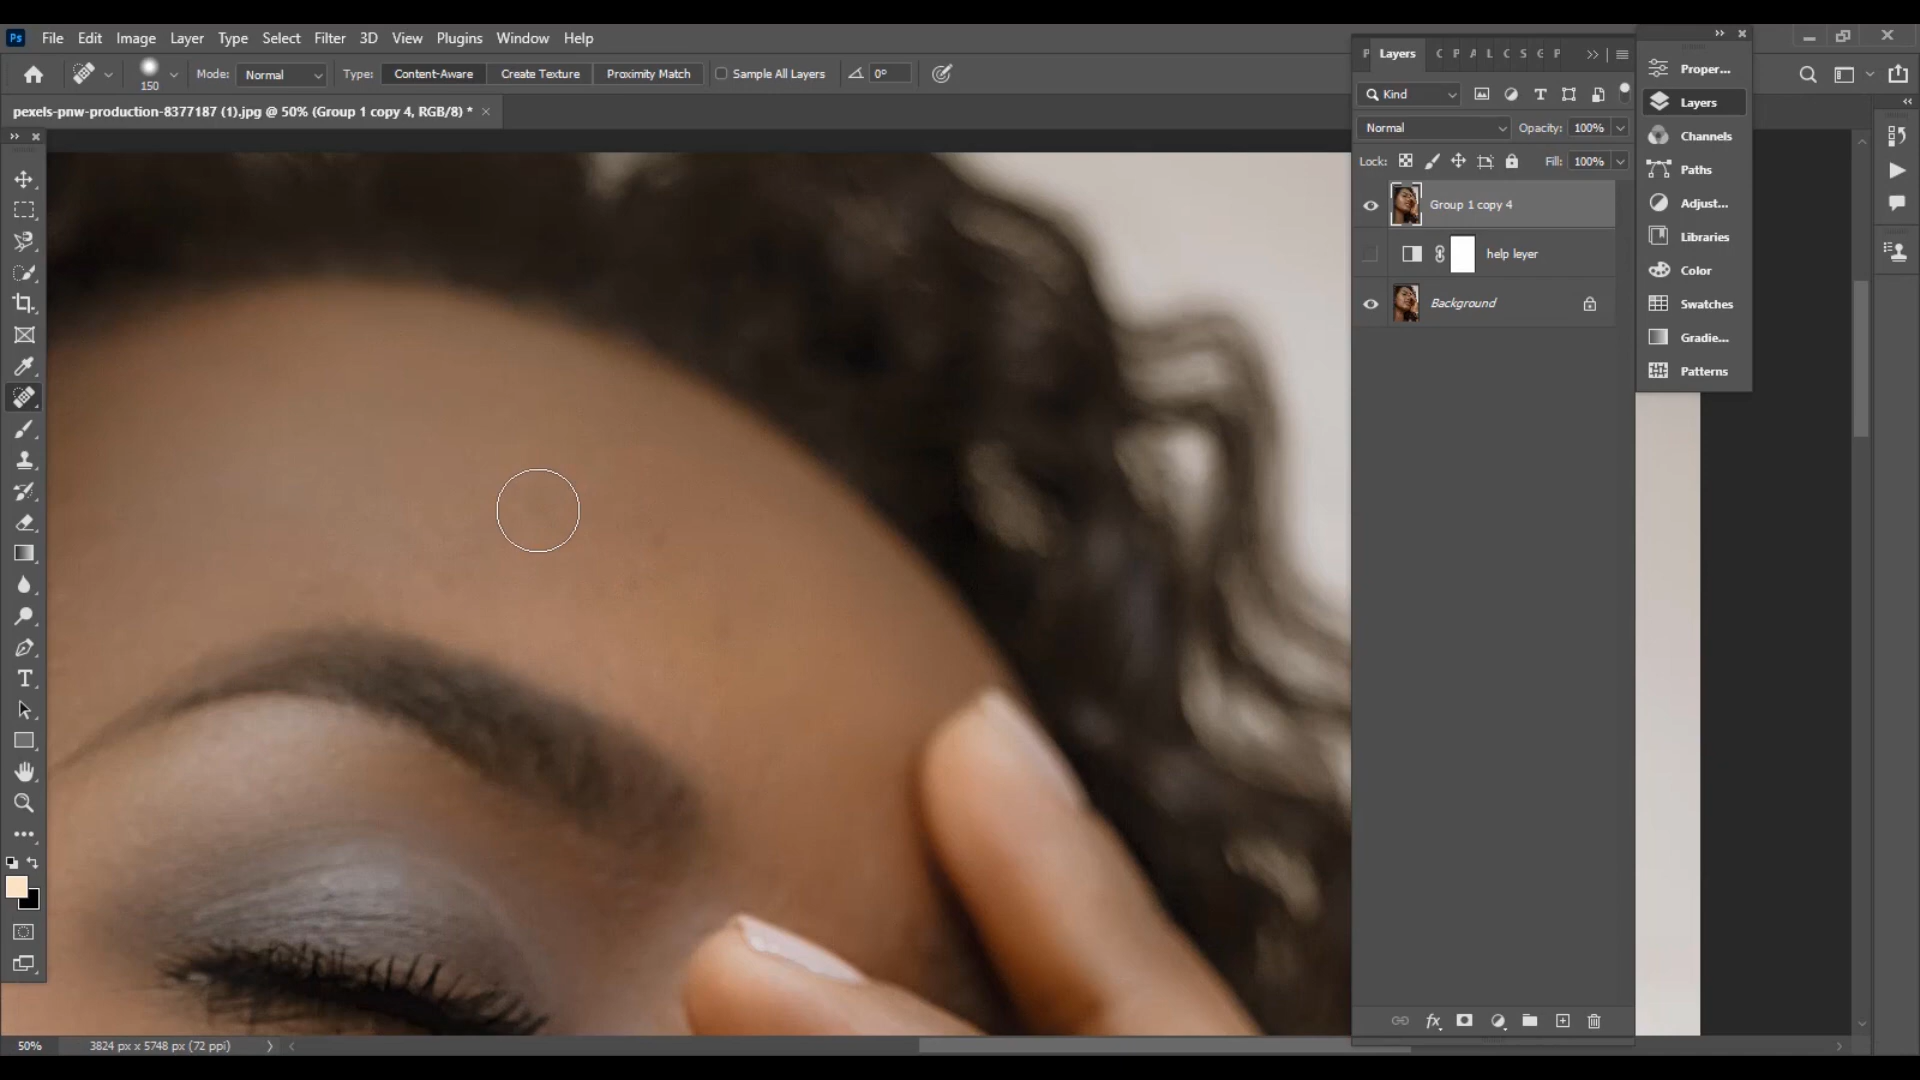 Ps File Edit Image Layer Type Select Filter 3D View Plugins Window Help
150 Mode: Normal Type: Content-Aware Create Texture Proximity Match Sample All Layers 0°
pexels-pnw-production-8377187 (1).jpg @ 50% (Group 1 copy 4, RGB/8) *
P Layers C P A L C S G P
Kind
Normal Opacity: 100%
Lock: Fill: 100%
Group 1 copy 4
help leyer
Background
Proper...
Layers
Channels
Paths
Adjust...
Libraries
Color
Swatches
Gradie...
Patterns
fx
50% 3824 px x 5748 px (72 ppi)